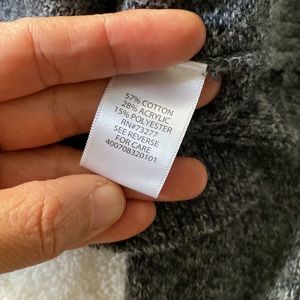 57% COTTON
28% ACRYLIC
15% POLYESTER
RN#73277
SEE REVERSE
FOR CARE
400708320101